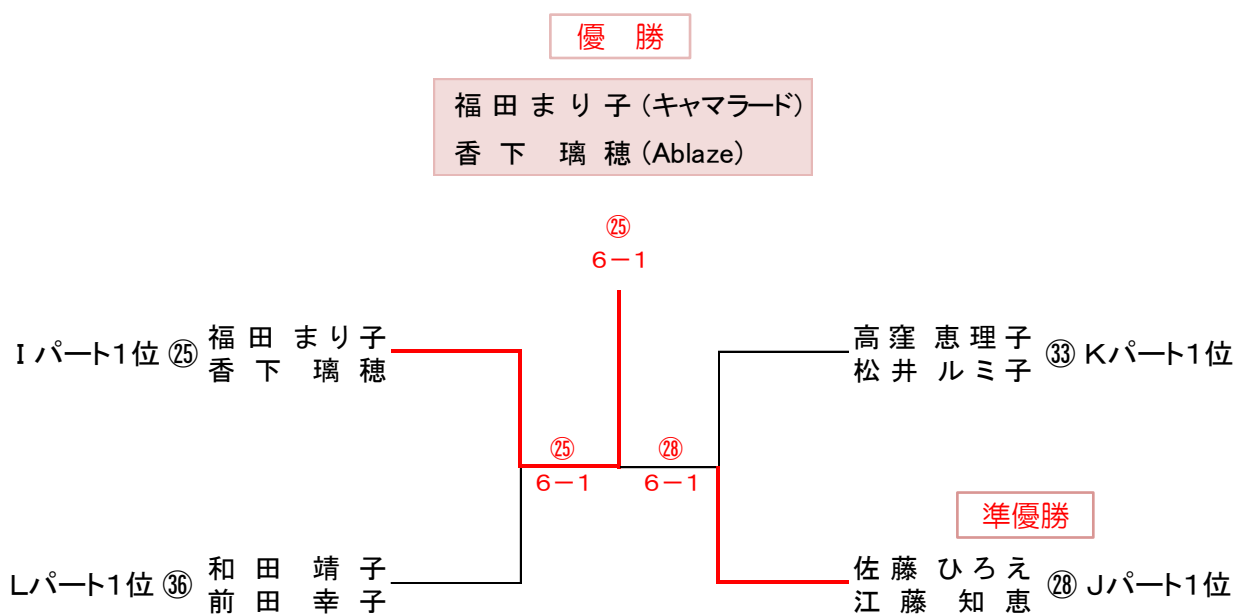 優　勝
福田まり子(キャマラード)
香下　璃穂(Ablaze)
㉕
6－1
Iパート1位 ㉕ 福田　まり子
香下　璃穂
高窪　恵理子
松井　ルミ子 ㉝ Kパート1位
㉕
6－1
㉘
6－1
準優勝
Lパート1位 ㊱ 和田　靖子
前田　幸子
佐藤　ひろえ
江藤　知恵 ㉘ Jパート1位